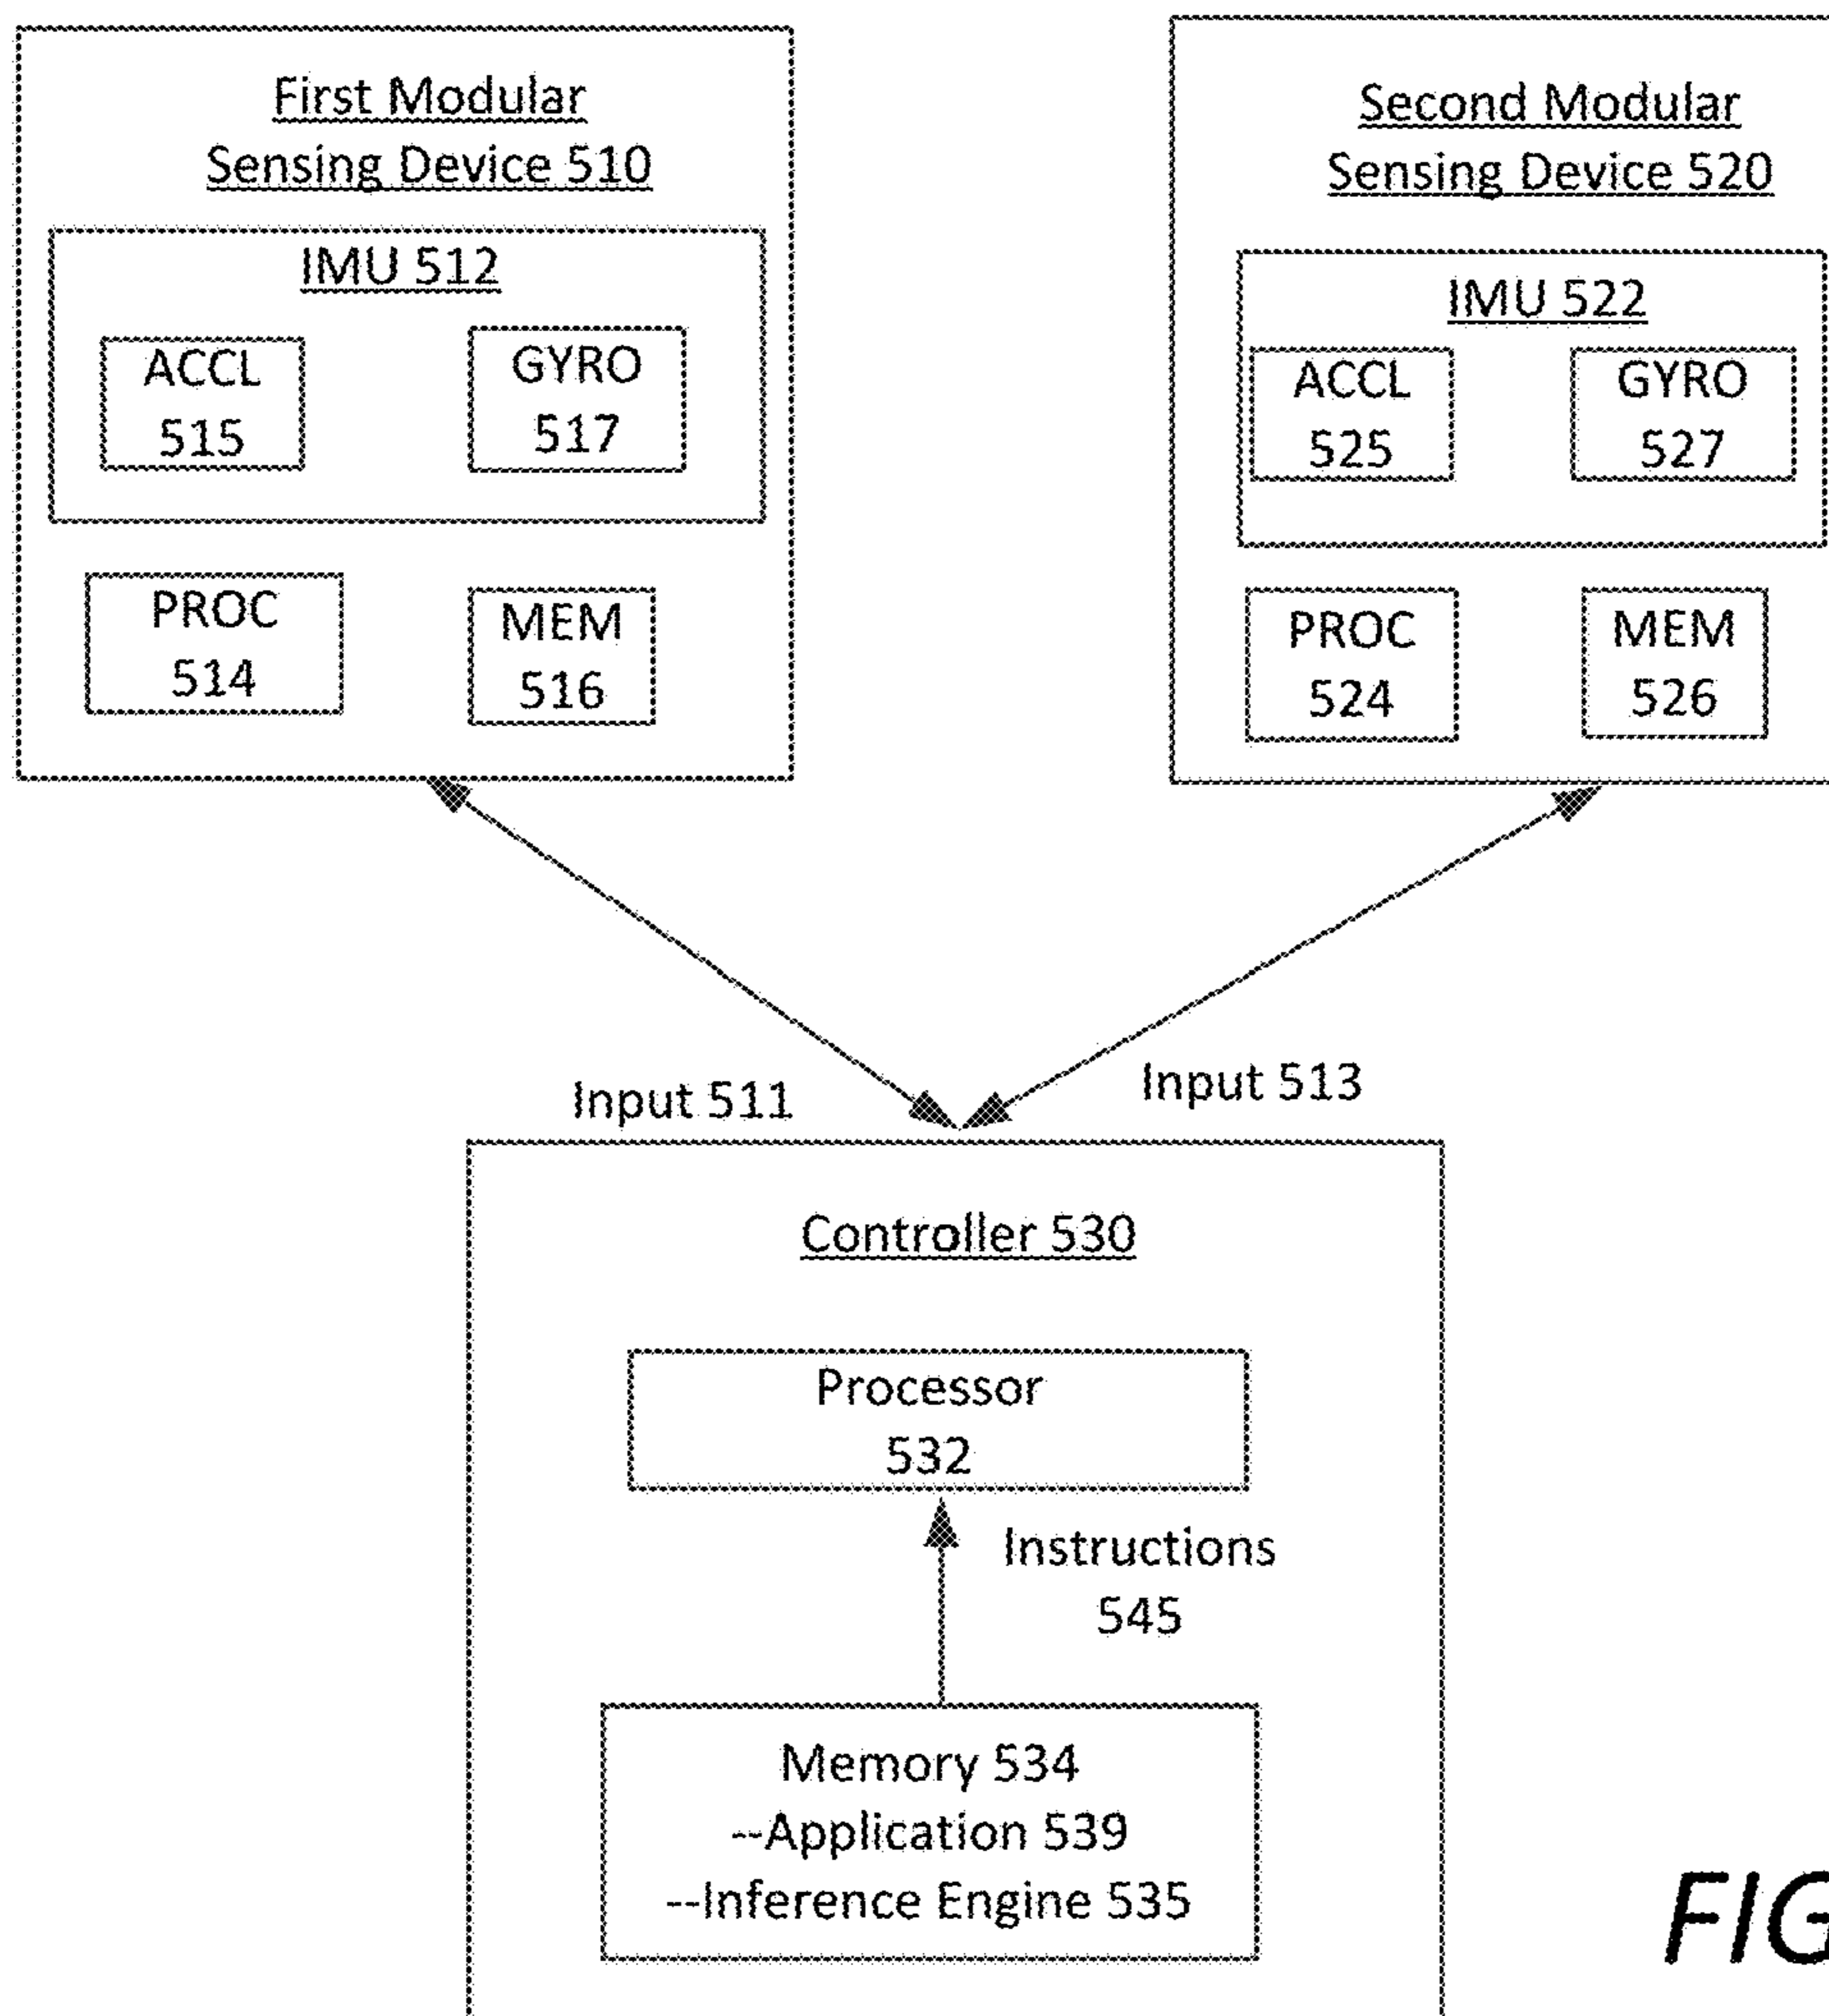 First Modular
Sensing Device 510
IMU 512
ACCL
515
GYRO
517
PROC
514
MEM
516
Second Modular
Sensing Device 520
IMU 522
ACCL
525
GYRO
527
PROC
524
MEM
526
Input 511
Input 513
Controller 530
Processor
532
Instructions
545
Memory 534
--Application 539
--Inference Engine 535
FIG